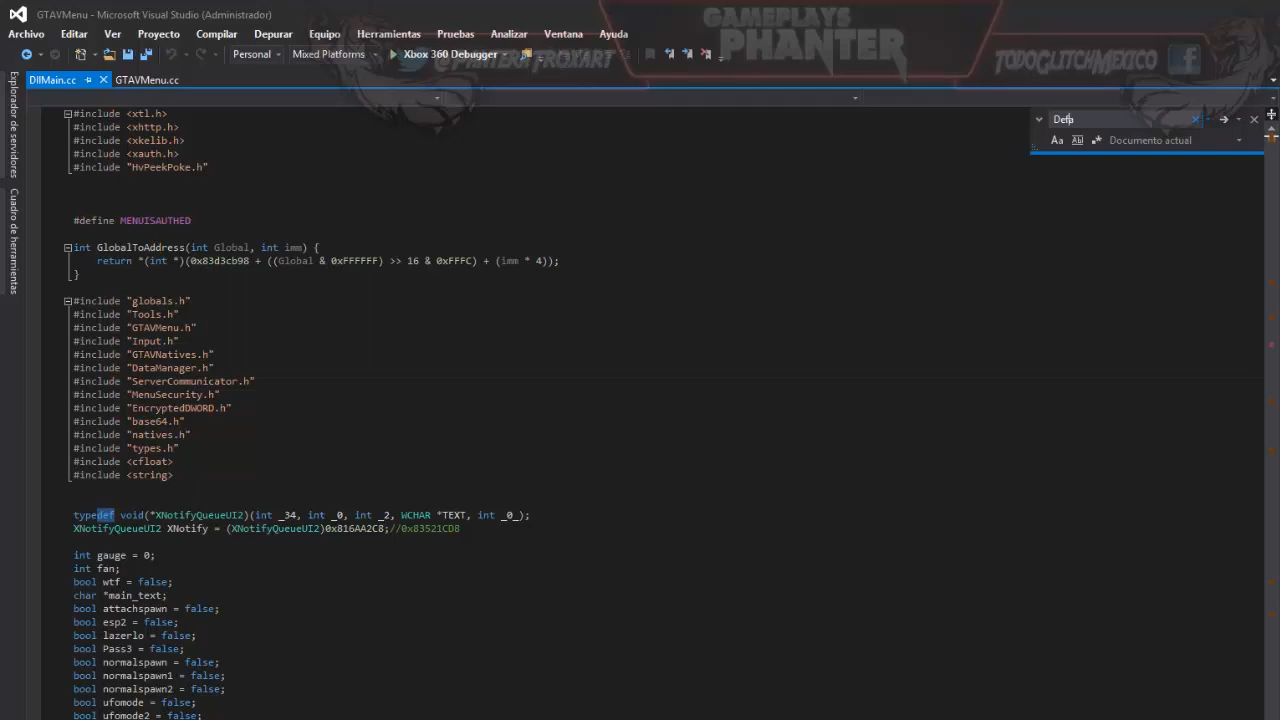 GTAVMenu - Microsoft Visual Studio (Administrador)
GAMEPLAYS
PHANTER
TODOGLITCHMEXICO
Archivo Editar Ver Proyecto Compilar Depurar Equipo Herramientas Pruebas Analizar Ventana Ayuda
Personal Mixed Platforms Xbox 360 Debugger
DllMain.cc GTAVMenu.cc
Explorador de servidores
Cuadro de herramientas
Defa
Aa Abl Documento actual
#include <xtl.h>
#include <xhttp.h>
#include <xkelib.h>
#include <xauth.h>
#include "HvPeekPoke.h"
#define MENUISAUTHED
int GlobalToAddress(int Global, int imm) {
return *(int *)(0x83d3cb98 + ((Global & 0xFFFFFF) >> 16 & 0xFFFC) + (imm * 4));
}
#include "globals.h"
#include "Tools.h"
#include "GTAVMenu.h"
#include "Input.h"
#include "GTAVNatives.h"
#include "DataManager.h"
#include "ServerCommunicator.h"
#include "MenuSecurity.h"
#include "EncryptedDWORD.h"
#include "base64.h"
#include "natives.h"
#include "types.h"
#include <cfloat>
#include <string>
typedef void(*XNotifyQueueUI2)(int _34, int _0, int _2, WCHAR *TEXT, int _0_);
XNotifyQueueUI2 XNotify = (XNotifyQueueUI2)0x816AA2C8;//0x83521CD8
int gauge = 0;
int fan;
bool wtf = false;
char *main_text;
bool attachspawn = false;
bool esp2 = false;
bool lazerlo = false;
bool Pass3 = false;
bool normalspawn = false;
bool normalspawn1 = false;
bool normalspawn2 = false;
bool ufomode = false;
bool ufomode2 = false;